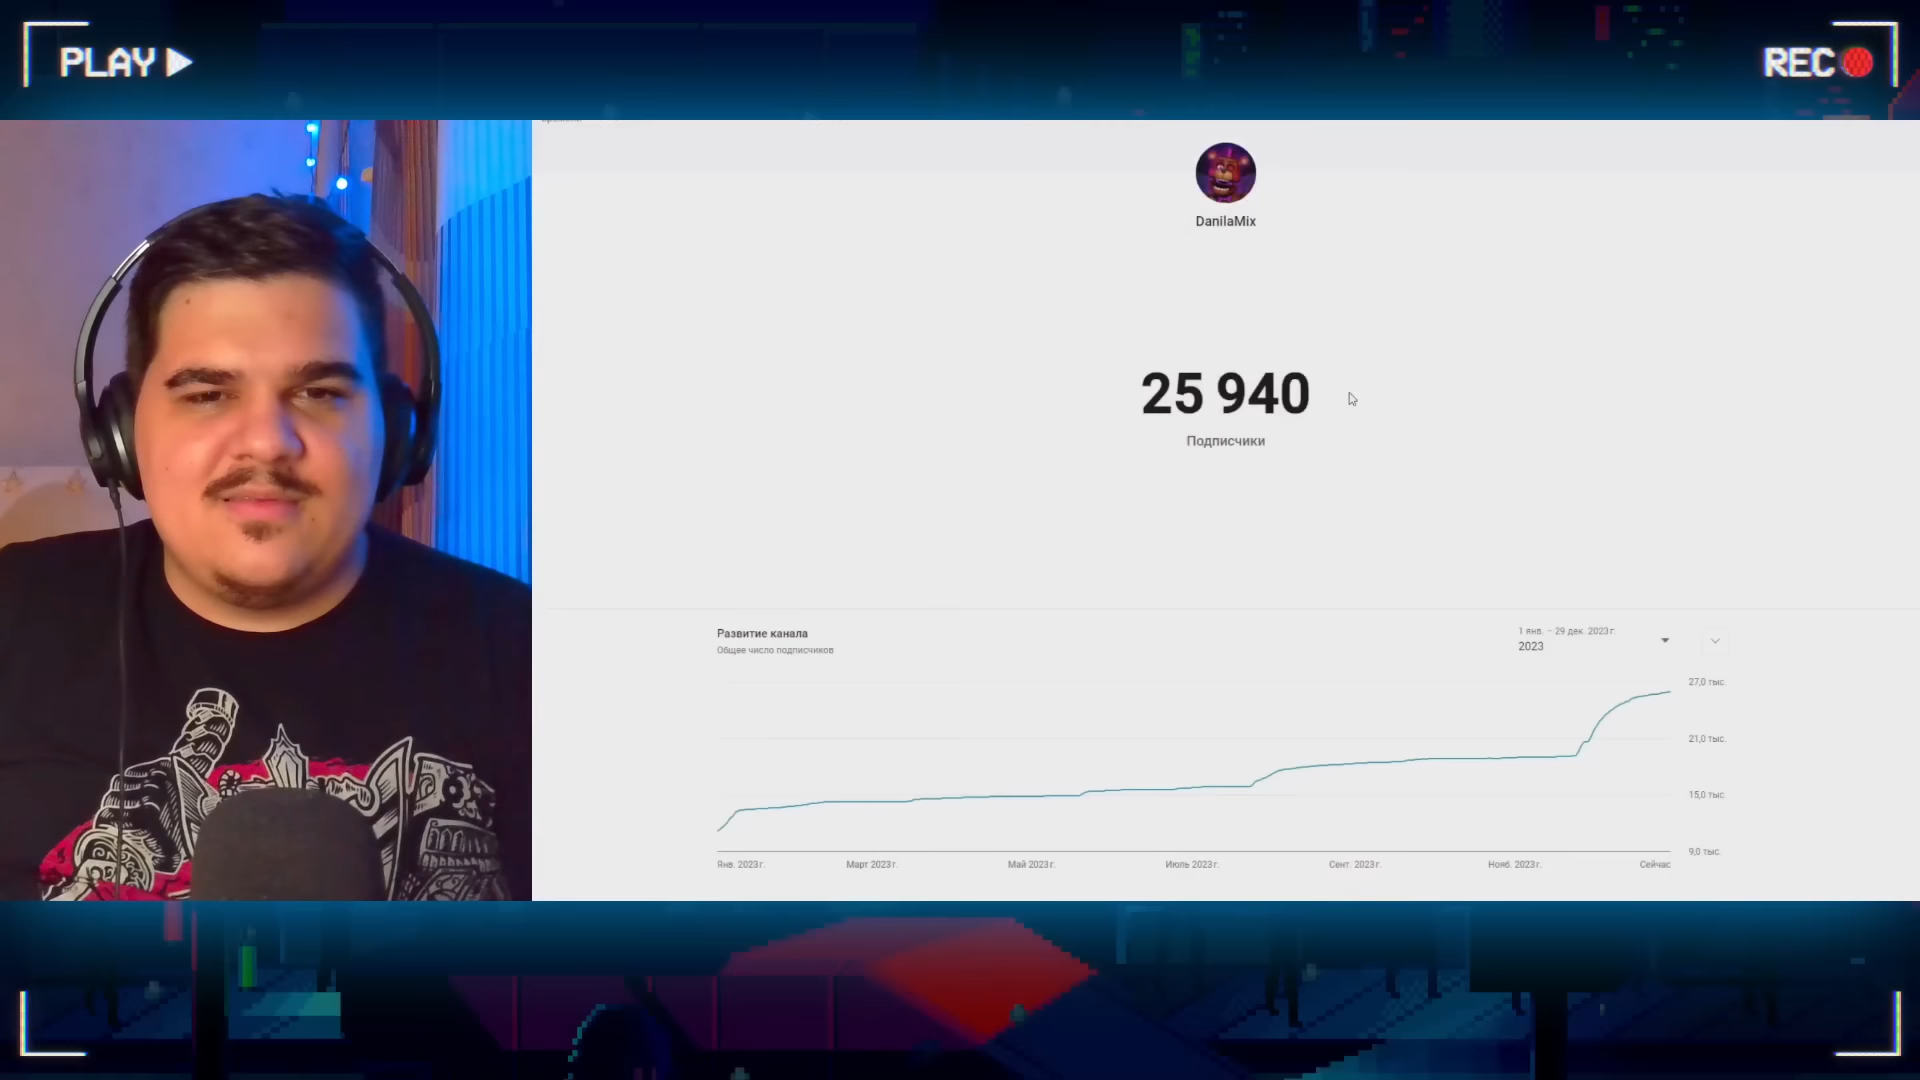 PLAY
REC
DanilaMix
25 940
Подписчики
Развитие канала
Общее число подписчиков
1 янв. – 29 дек. 2023 г.
2023
27,0 тыс.
21,0 тыс.
15,0 тыс.
9,0 тыс.
Янв. 2023 г.
Март 2023 г.
Май 2023 г.
Июль 2023 г.
Сент. 2023 г.
Нояб. 2023 г.
Сейчас